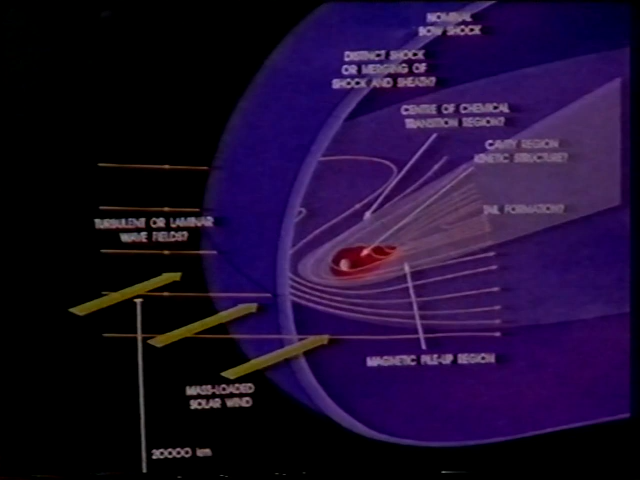 NOMINAL
BOW SHOCK
DISTINCT SHOCK
OR MERGING OF
SHOCK AND SHEATH?
CENTRE OF CHEMICAL
TRANSITION REGION?
CAVITY REGION
KINETIC STRUCTURE?
TAIL FORMATION?
TURBULENT OR LAMINAR
WAVE FIELDS?
MAGNETIC PILE-UP REGION
MASS-LOADED
SOLAR WIND
20000 km